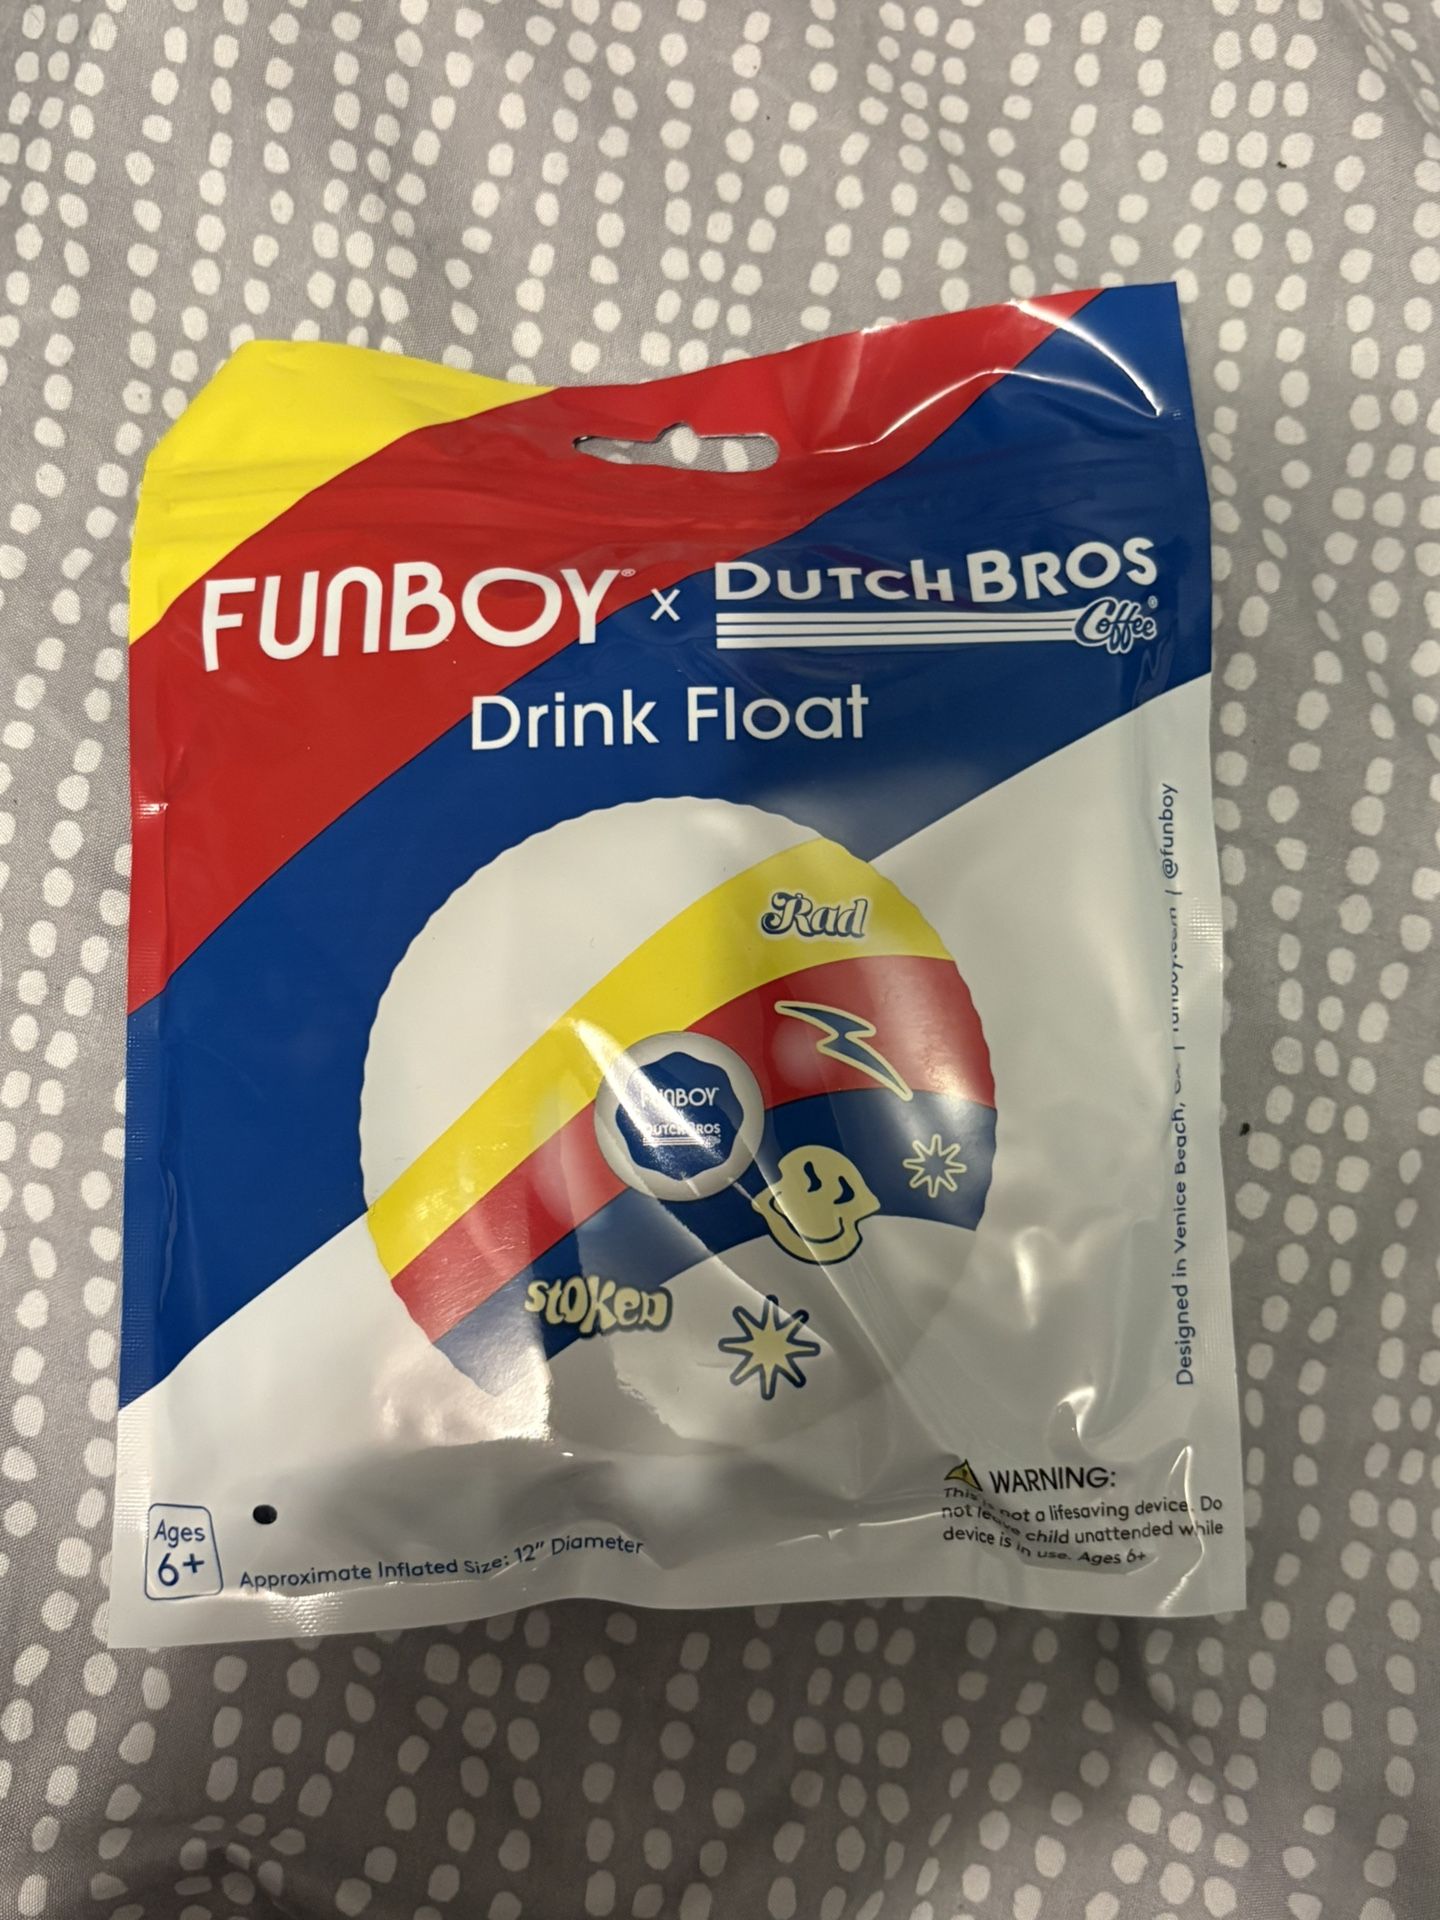 FUNBOY® x DUTCH BROS
Coffee®
Drink Float
Rad
FUNBOY
DUTCH BROS
STOKED
Designed in Venice Beach, CA | funboy.com | @funboy
WARNING:
This is not a lifesaving device. Do
not leave child unattended while
device is in use. Ages 6+
Ages
6+
Approximate Inflated Size: 12" Diameter